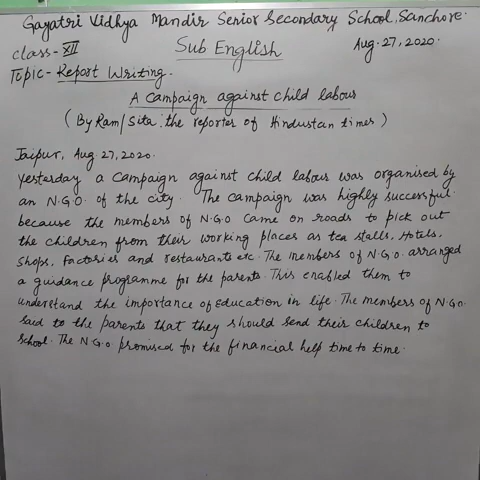 Gayatri Vidhya Mandir Senior Secondary School, Sanchore.
Class-XII Sub English Aug. 27, 2020.
Topic- Report Writing.
A Campaign against child labour
(By Ram/Sita; the reporter of Hindustan times)
Jaipur, Aug 27, 2020.
Yesterday a campaign against child labour was organised by
an N.G.O. of the city. The campaign was highly successful
because the members of N.G.O came on roads to pick out
the children from their working places as tea stalls, Hotels,
shops, factories and restaurants etc. The members of N.G.O. arranged
a guidance programme for the parents. This enabled them to
understand the importance of Education in life. The members of N.G.O.
said to the parents that they should send their children to
school. The N.G.O promised for the financial help time to time.